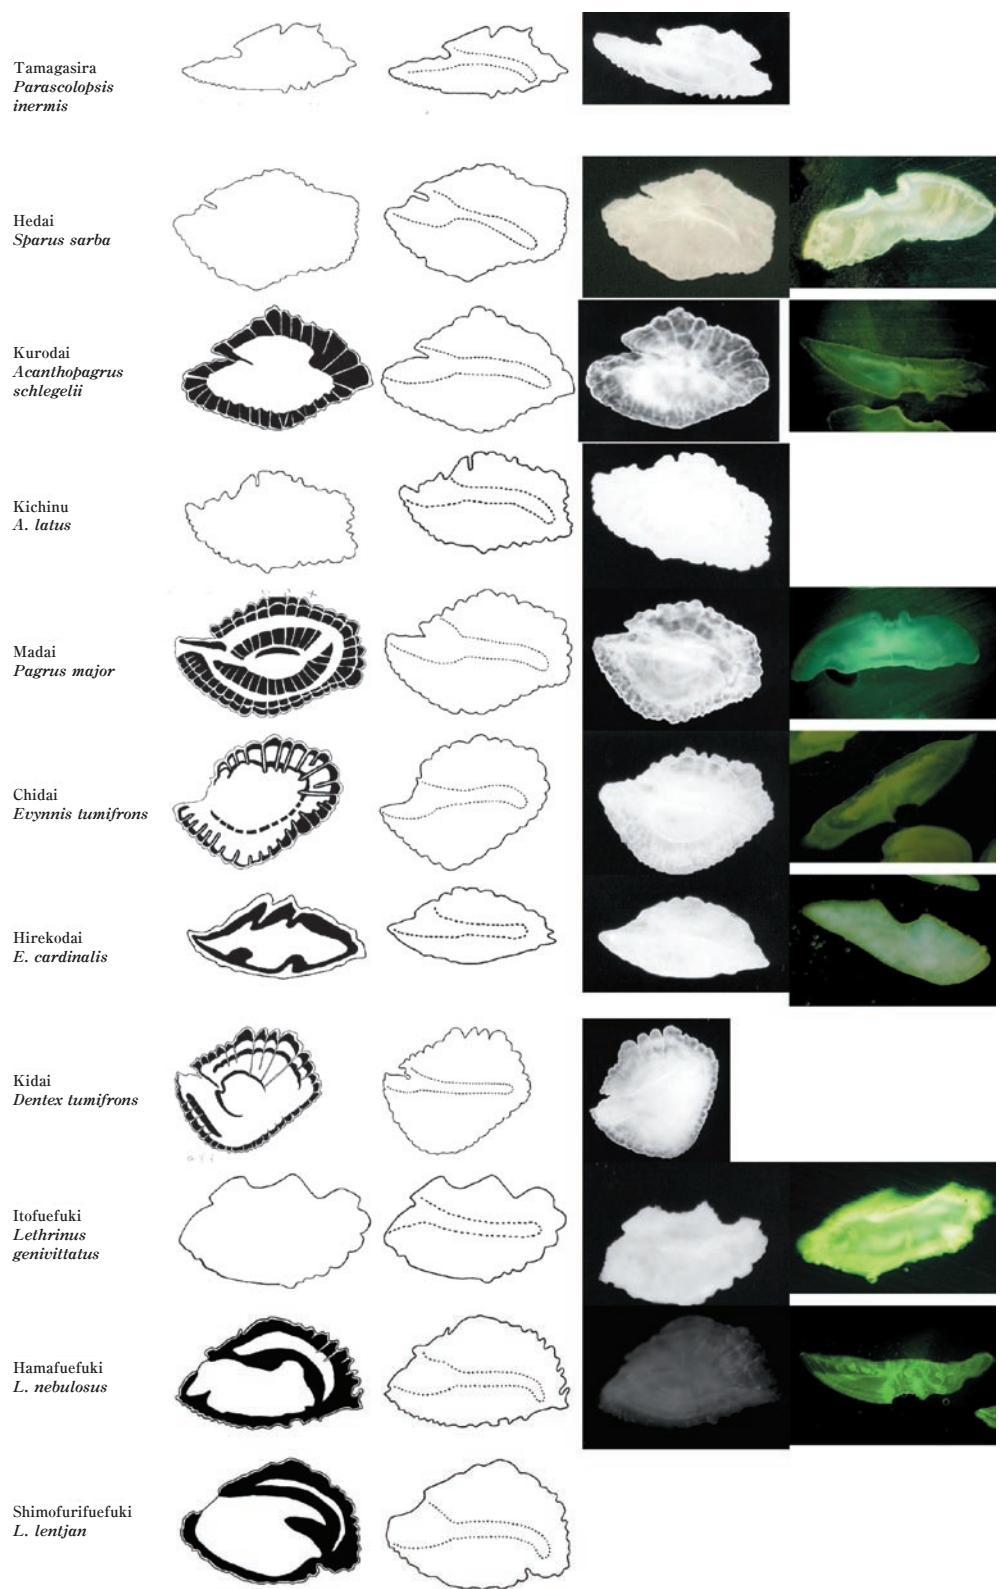 Tamagasira
Parascolopsis
inermis
Hedai
Sparus sarba
Kurodai
Acanthopagrus
schlegelii
Kichinu
A. latus
Madai
Pagrus major
Chidai
Evynnis tumifrons
Hirekodai
E. cardinalis
Kidai
Dentex tumifrons
Itofuefuki
Lethrinus
genivittatus
Hamafuefuki
L. nebulosus
Shimofurifuefuki
L. lentjan